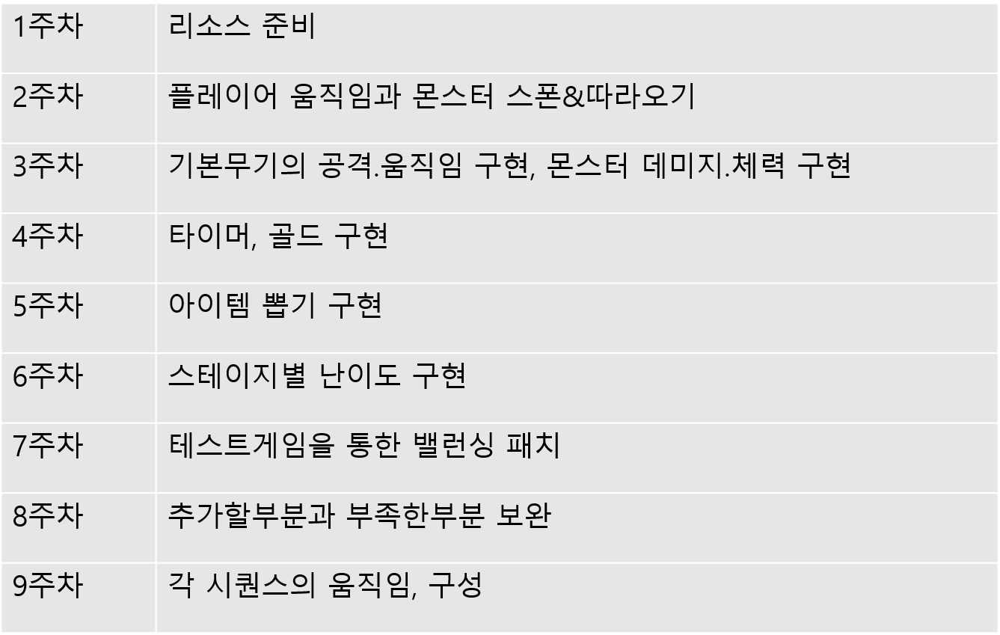 1주차 리소스 준비
2주차 플레이어 움직임과 몬스터 스폰&따라오기
3주차 기본무기의 공격.움직임 구현, 몬스터 데미지.체력 구현
4주차 타이머, 골드 구현
5주차 아이템 뽑기 구현
6주차 스테이지별 난이도 구현
7주차 테스트게임을 통한 밸런싱 패치
8주차 추가할부분과 부족한부분 보완
9주차 각 시퀀스의 움직임, 구성